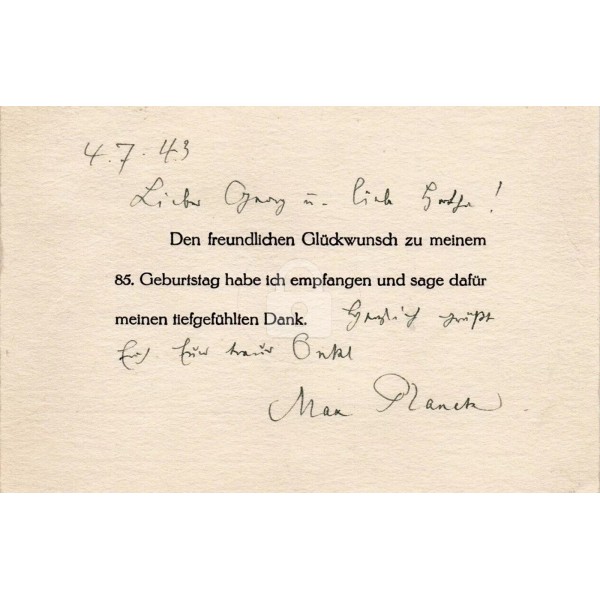 4.7.43
Lieber Georg u. liebe Hertha!
Den freundlichen Glückwunsch zu meinem
85. Geburtstag habe ich empfangen und sage dafür
meinen tiefgefühlten Dank. Herzlich grüßt
Euch Euer treuer Onkel
Max Planck